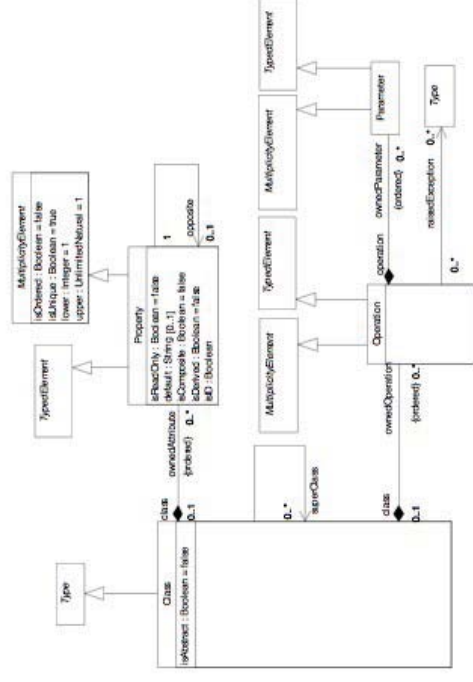 Type
Class
isAbstract : Boolean = false
class
0..1
ownedAttribute
{ordered} 0..*
TypedElement
MultiplicityElement
isOrdered : Boolean = false
isUnique : Boolean = true
lower : Integer = 1
upper : UnlimitedNatural = 1
Property
isReadOnly : Boolean = false
default : String [0..1]
isComposite : Boolean = false
isDerived : Boolean = false
isID : Boolean
1
opposite
0..1
0..*
superClass
class
0..1
ownedOperation
{ordered} 0..*
MultiplicityElement
TypedElement
Operation
operation
ownedParameter
{ordered} 0..*
MultiplicityElement
TypedElement
Parameter
0..*
raisedException 0..*
Type